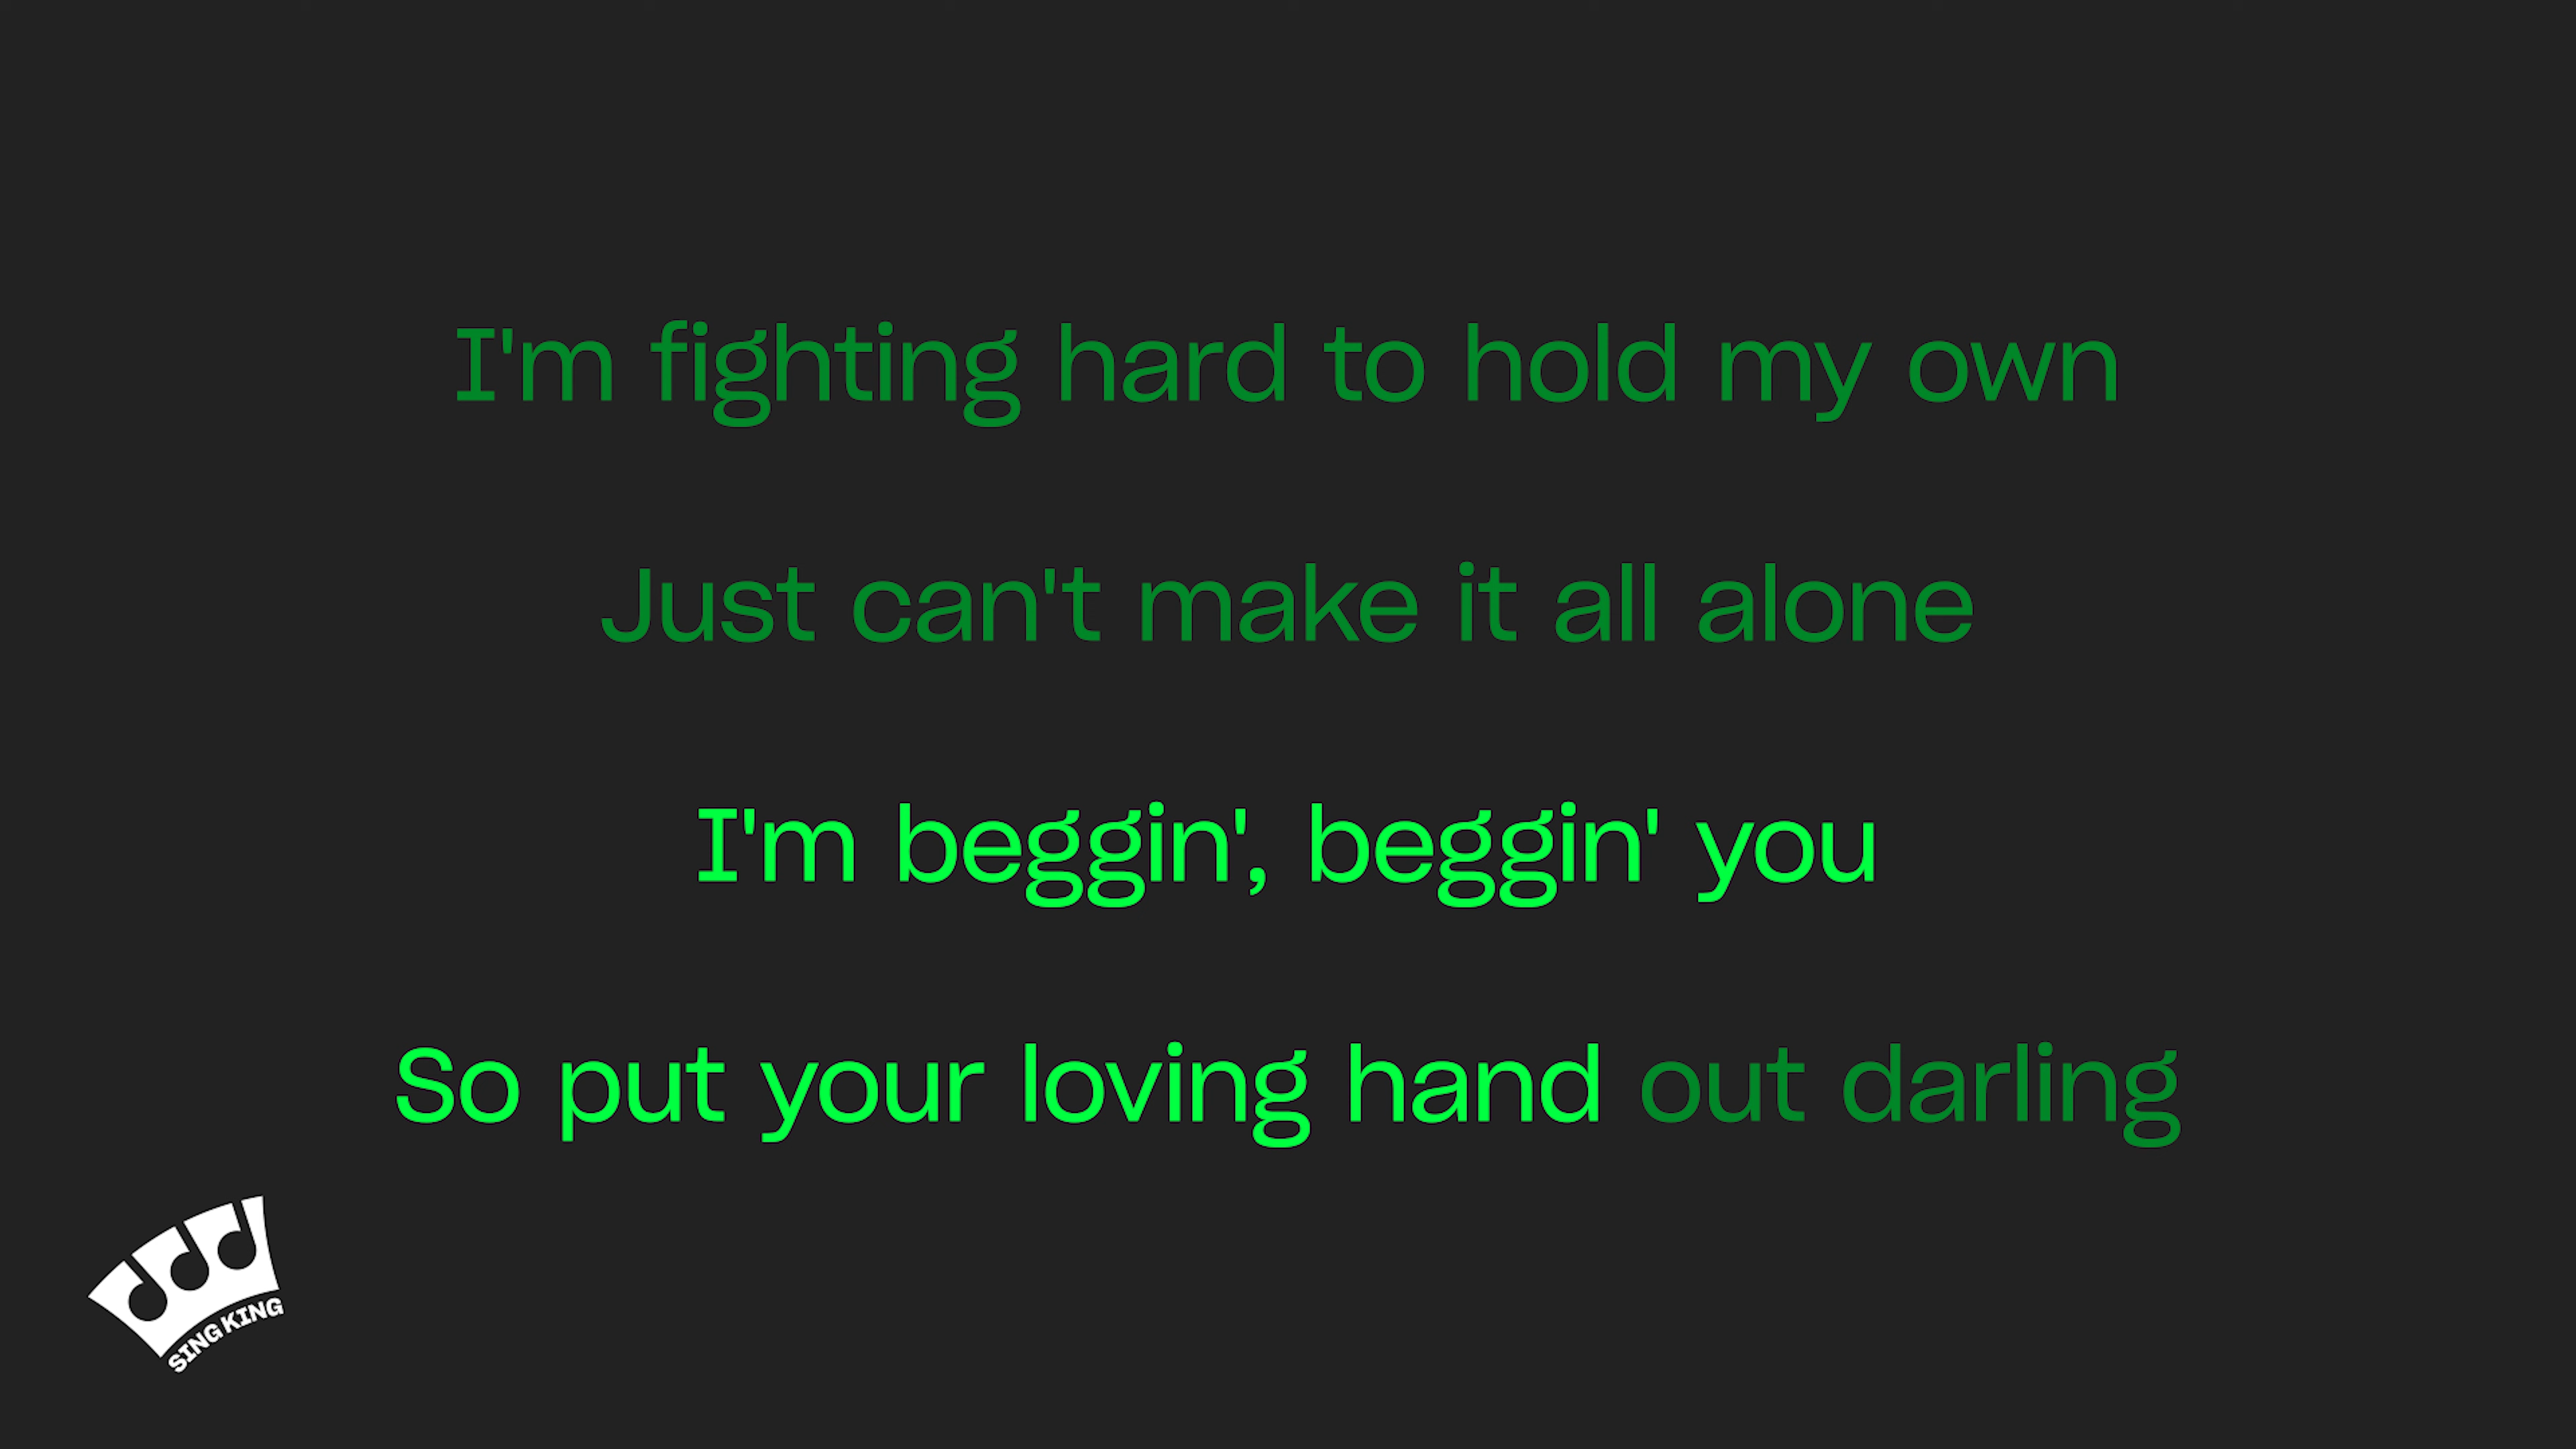 I'm fighting hard to hold my own
Just can't make it all alone
I'm beggin', beggin' you
So put your loving hand out darling
SING KING